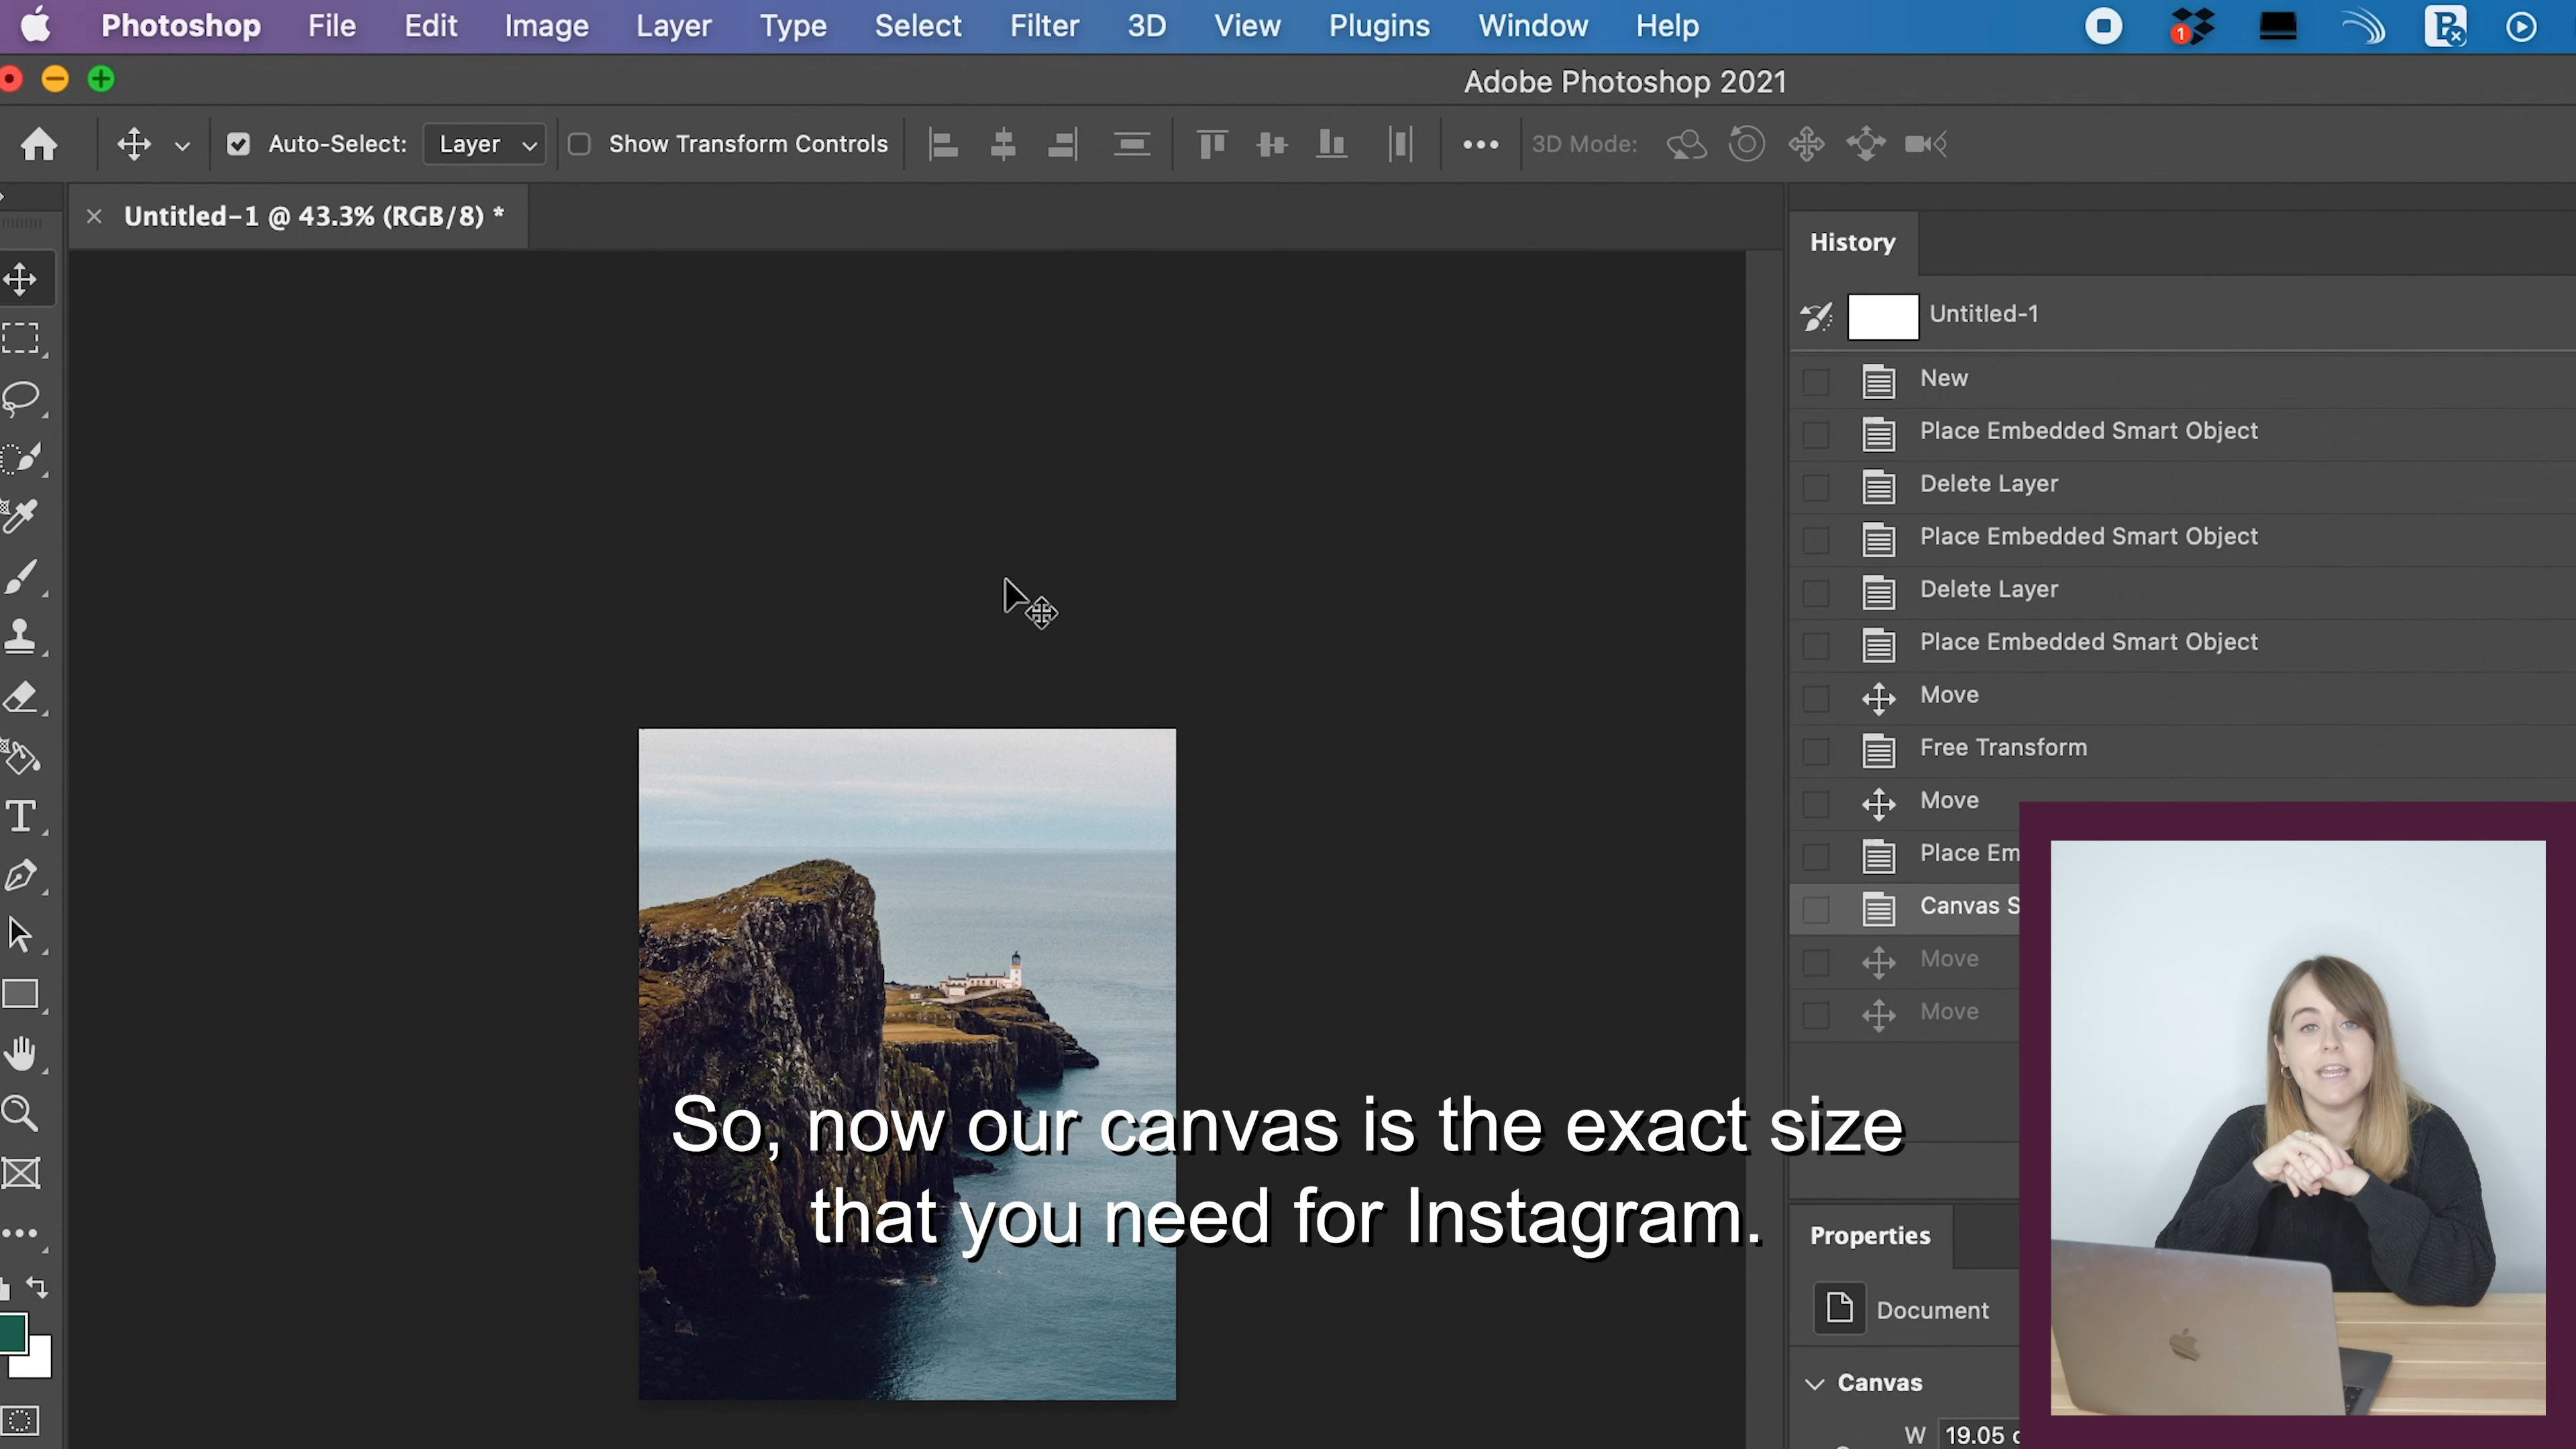 Photoshop File Edit Image Layer Type Select Filter 3D View Plugins Window Help
1
Adobe Photoshop 2021
Auto-Select: Layer Show Transform Controls 3D Mode:
Untitled-1 @ 43.3% (RGB/8) *
History
Untitled-1
New
Place Embedded Smart Object
Delete Layer
Place Embedded Smart Object
Delete Layer
Place Embedded Smart Object
Move
Free Transform
Move
Place Em
Canvas S
Move
Move
So, now our canvas is the exact size
that you need for Instagram.
Properties
Document
Canvas
W 19.05 c